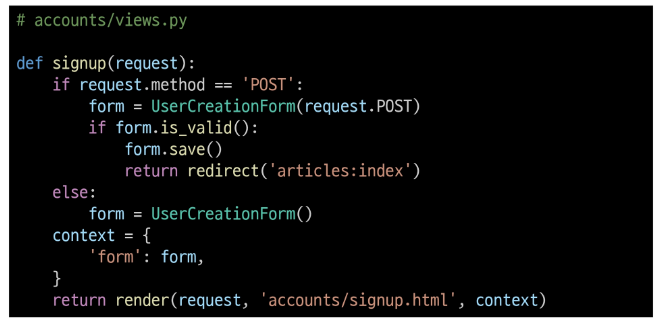 # accounts/views.py

def signup(request):
    if request.method == 'POST':
        form = UserCreationForm(request.POST)
        if form.is_valid():
            form.save()
            return redirect('articles:index')
    else:
        form = UserCreationForm()
    context = {
        'form': form,
    }
    return render(request, 'accounts/signup.html', context)